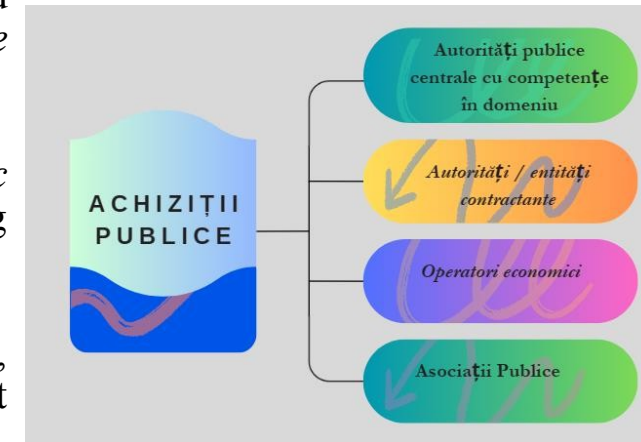 ACHIZIȚII
PUBLICE
Autorități publice
centrale cu competențe
în domeniu
Autorități / entități
contractante
Operatori economici
Asociații Publice